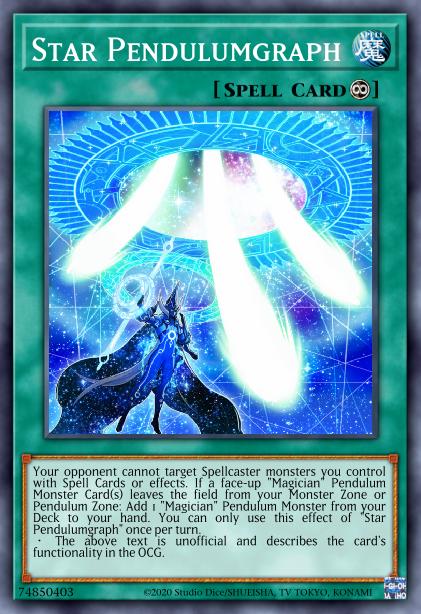 STAR PENDULUMGRAPH
SPELL
魔
[SPELL CARD]
Your opponent cannot target Spellcaster monsters you control
with Spell Cards or effects. If a face-up "Magician" Pendulum
Monster Card(s) leaves the field from your Monster Zone or
Pendulum Zone: Add 1 "Magician" Pendulum Monster from your
Deck to your hand. You can only use this effect of "Star
Pendulumgraph" once per turn.
· The above text is unofficial and describes the card's
functionality in the OCG.
74850403 ©2020 Studio Dice/SHUEISHA, TV TOKYO, KONAMI